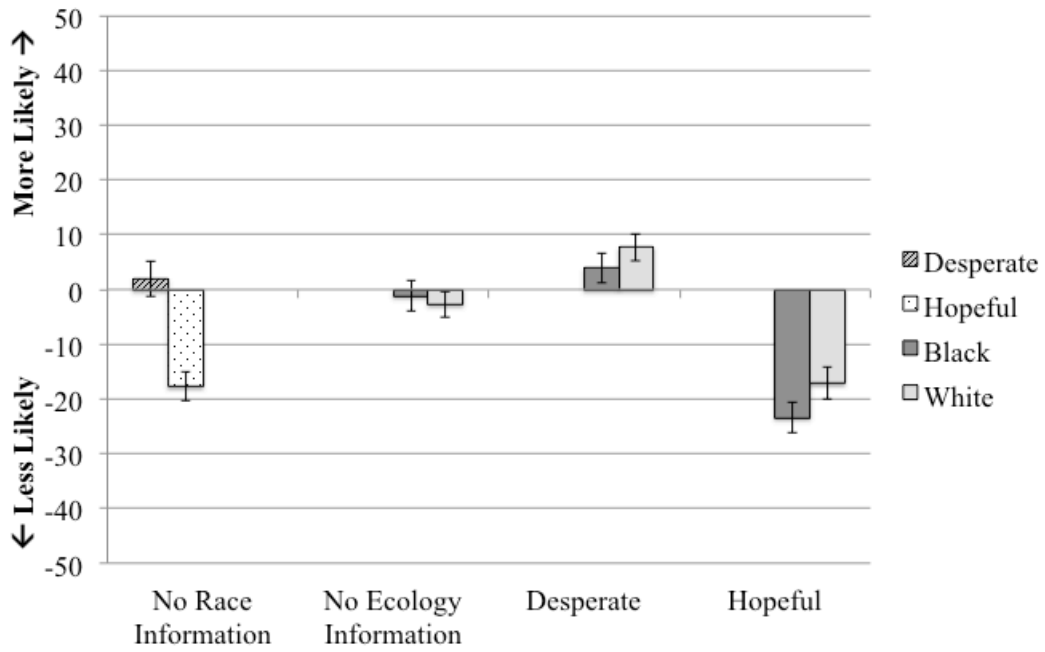 50
40
30
20
10
0
-10
-20
-30
-40
-50
More Likely →
← Less Likely
No Race
Information
No Ecology
Information
Desperate
Hopeful
Desperate
Hopeful
Black
White